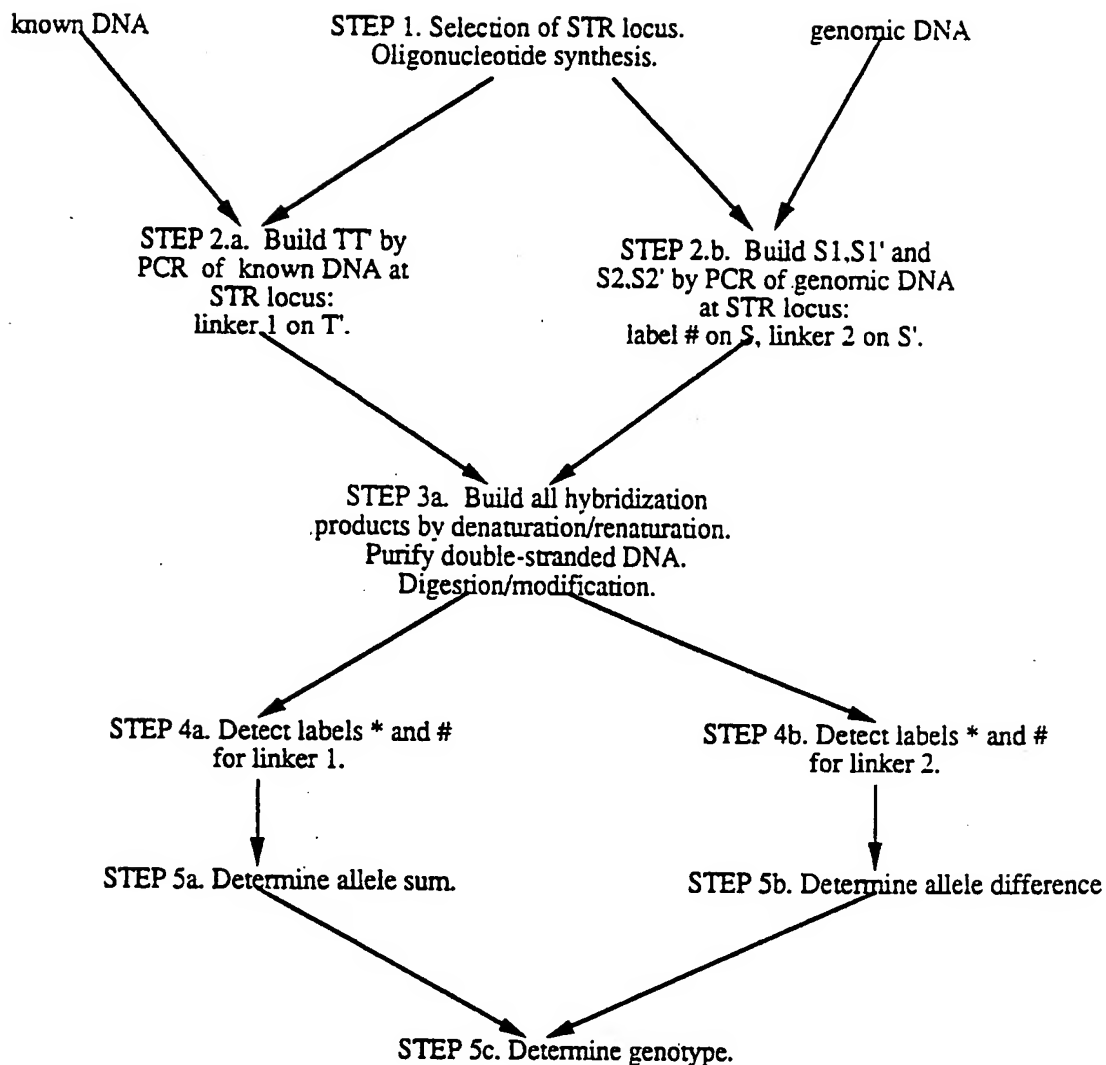 known DNA
STEP 1. Selection of STR locus.
Oligonucleotide synthesis.
genomic DNA
STEP 2.a. Build TT' by
PCR of known DNA at
STR locus:
linker 1 on T'.
STEP 2.b. Build S1,S1' and
S2,S2' by PCR of genomic DNA
at STR locus:
label # on S, linker 2 on S'.
STEP 3a. Build all hybridization
products by denaturation/renaturation.
Purify double-stranded DNA.
Digestion/modification.
STEP 4a. Detect labels * and #
for linker 1.
STEP 4b. Detect labels * and #
for linker 2.
STEP 5a. Determine allele sum.
STEP 5b. Determine allele difference
STEP 5c. Determine genotype.